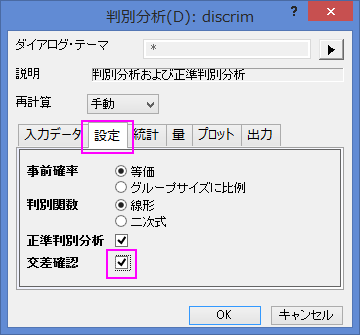 判別分析(D): discrim
ダイアログ・テーマ *
説明 判別分析および正準判別分析
再計算 手動
入力データ 設定 統計 量 プロット 出力
事前確率 等価
グループサイズに比例
判別関数 線形
二次式
正準判別分析
交差確認
OK キャンセル